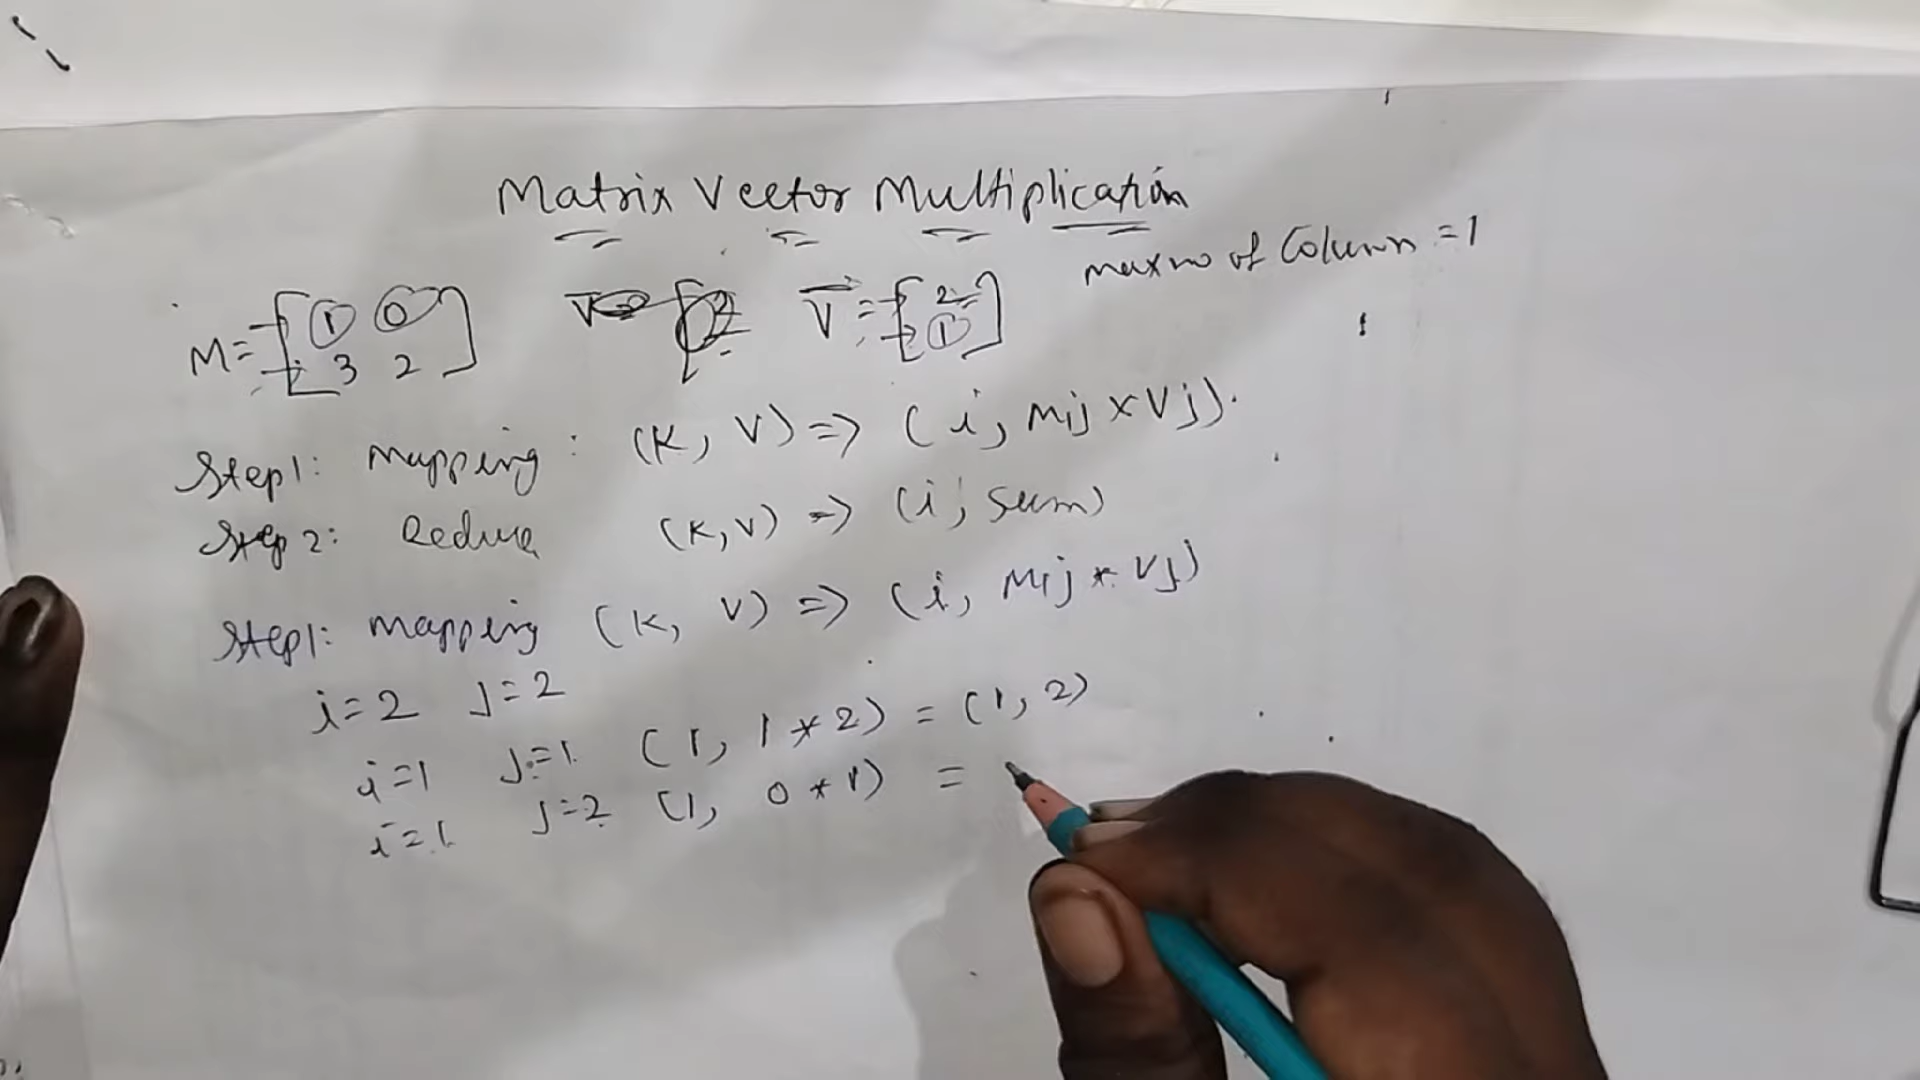 Matrix Vector Multiplication
max no of Column = 1
M = [ 1 0
3 2 ]
V = [ 2
1 ]
Step1: Mapping : (K, V) => (i, Mij × Vj).
Step 2: Reduce (K, V) => (i, Sum)
Step1: Mapping (K, V) => (i, Mij * Vj)
i=2 J=2
i=1 J=1 (1, 1 * 2) = (1, 2)
i=1 J=2 (1, 0 * 1) =